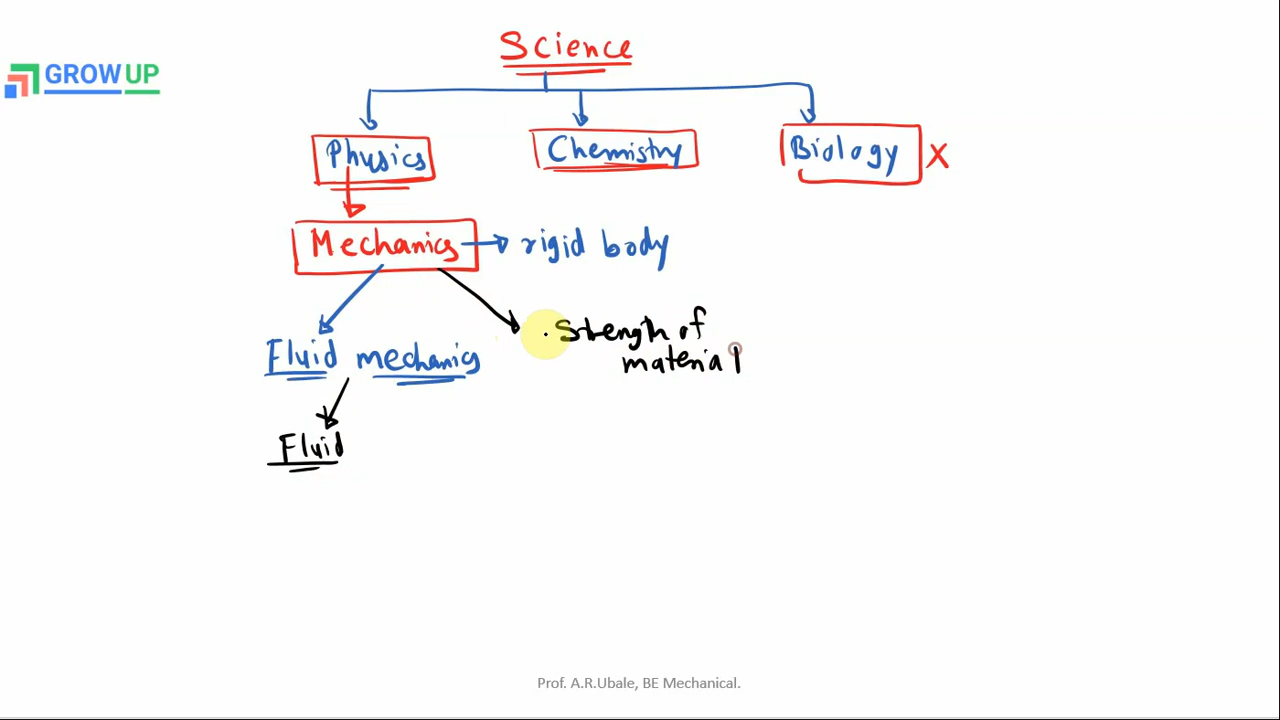 GROW UP
Science
Physics Chemistry Biology X
Mechanics rigid body
Strength of
material
Fluid mechanics
Fluid
Prof. A.R.Ubale, BE Mechanical.